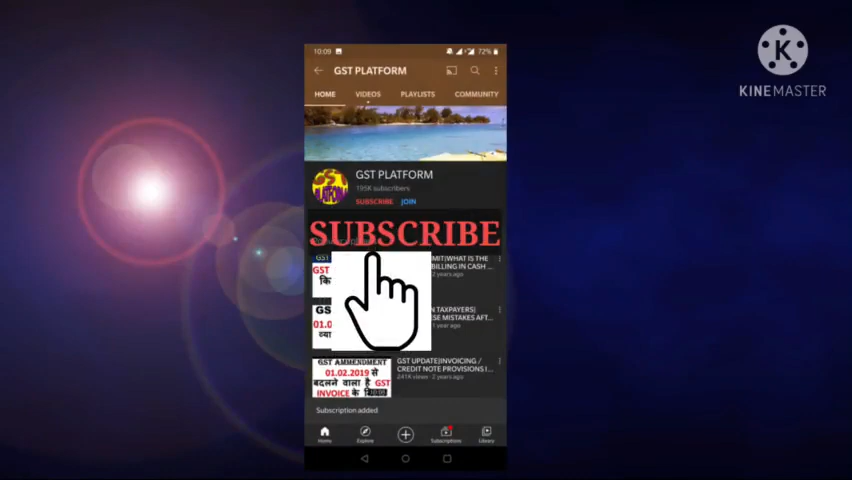 10:09
72%
GST PLATFORM
KINEMASTER
HOME VIDEOS PLAYLISTS COMMUNITY
GST PLATFORM
195K subscribers
SUBSCRIBE JOIN
SUBSCRIBE
GST
MIT|WHAT IS THE
BILLING IN CASH ...
2 years ago
GST
कि
GS
01.0
व्या
N TAXPAYERS|
SE MISTAKES AFT...
1 year ago
GST AMMENDMENT
01.02.2019 से
बदलने वाला है GST
INVOICE के
GST UPDATE|INVOICING /
CREDIT NOTE PROVISIONS I...
241K views · 2 years ago
Subscription added
Home Explore Subscriptions Library